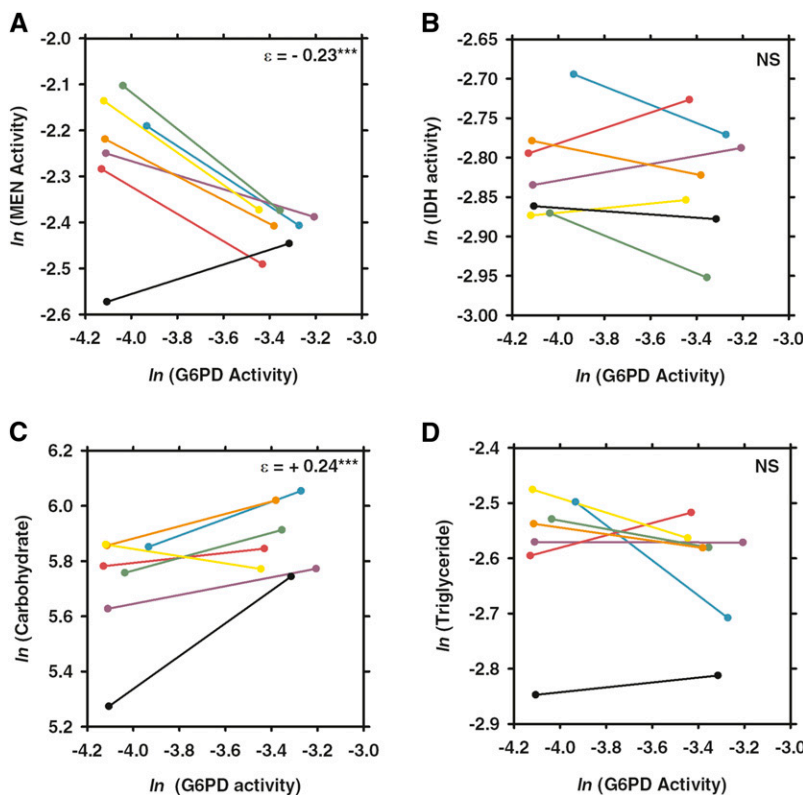 A
ε = - 0.23***
ln (MEN Activity)
-2.0
-2.1
-2.2
-2.3
-2.4
-2.5
-2.6
-4.2 -4.0 -3.8 -3.6 -3.4 -3.2 -3.0
ln (G6PD Activity)
B
NS
ln (IDH activity)
-2.65
-2.70
-2.75
-2.80
-2.85
-2.90
-2.95
-3.00
-4.2 -4.0 -3.8 -3.6 -3.4 -3.2 -3.0
ln (G6PD Activity)
C
ε = + 0.24***
ln (Carbohydrate)
6.2
6.0
5.8
5.6
5.4
5.2
-4.2 -4.0 -3.8 -3.6 -3.4 -3.2 -3.0
ln (G6PD activity)
D
NS
ln (Triglyceride)
-2.4
-2.5
-2.6
-2.7
-2.8
-2.9
-4.2 -4.0 -3.8 -3.6 -3.4 -3.2 -3.0
ln (G6PD Activity)